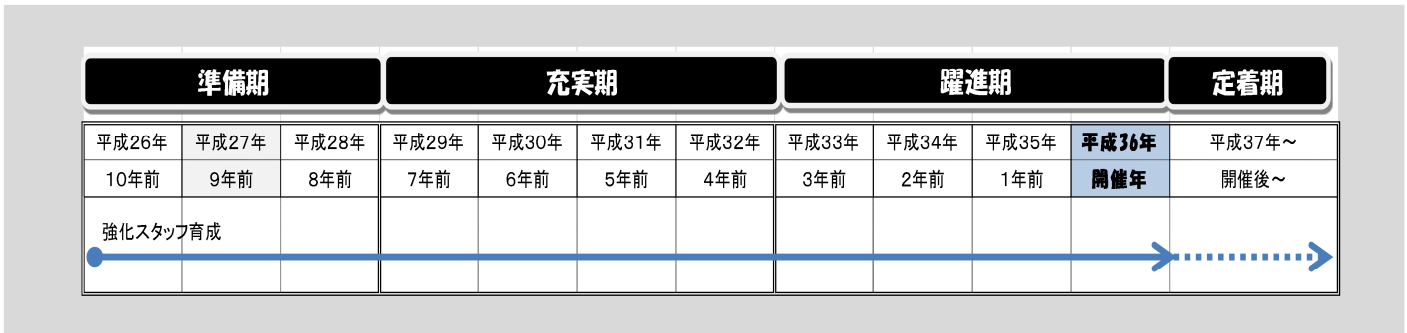 準備期 充実期 躍進期 定着期
平成26年 平成27年 平成28年 平成29年 平成30年 平成31年 平成32年 平成33年 平成34年 平成35年 平成36年 平成37年～
10年前 9年前 8年前 7年前 6年前 5年前 4年前 3年前 2年前 1年前 開催年 開催後～
強化スタッフ育成